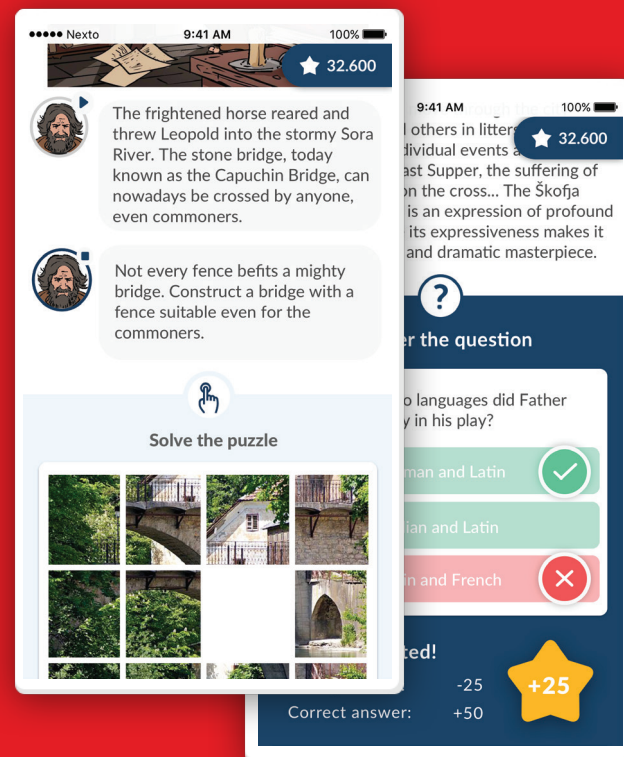 Nexto 9:41 AM 100%
32.600
The frightened horse reared and
threw Leopold into the stormy Sora
River. The stone bridge, today
known as the Capuchin Bridge, can
nowadays be crossed by anyone,
even commoners.
Not every fence befits a mighty
bridge. Construct a bridge with a
fence suitable even for the
commoners.
Solve the puzzle
9:41 AM 100%
32.600
others in litters
dividual events
ast Supper, the suffering of
on the cross... The Škofja
is an expression of profound
its expressiveness makes it
and dramatic masterpiece.
?
er the question
o languages did Father
y in his play?
man and Latin
ian and Latin
in and French
ted!
-25
Correct answer: +50
+25